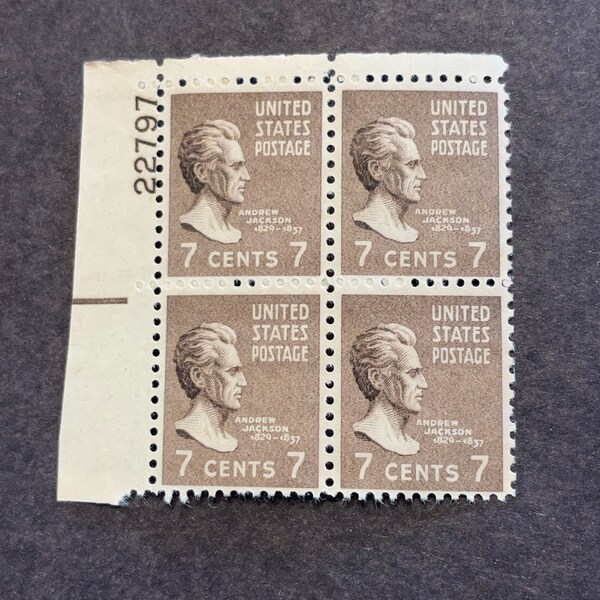 22797
UNITED
STATES
POSTAGE
ANDREW
JACKSON
1829-1837
7 CENTS 7
UNITED
STATES
POSTAGE
ANDREW
JACKSON
1829-1837
7 CENTS 7
UNITED
STATES
POSTAGE
ANDREW
JACKSON
1829-1837
7 CENTS 7
UNITED
STATES
POSTAGE
ANDREW
JACKSON
1829-1837
7 CENTS 7